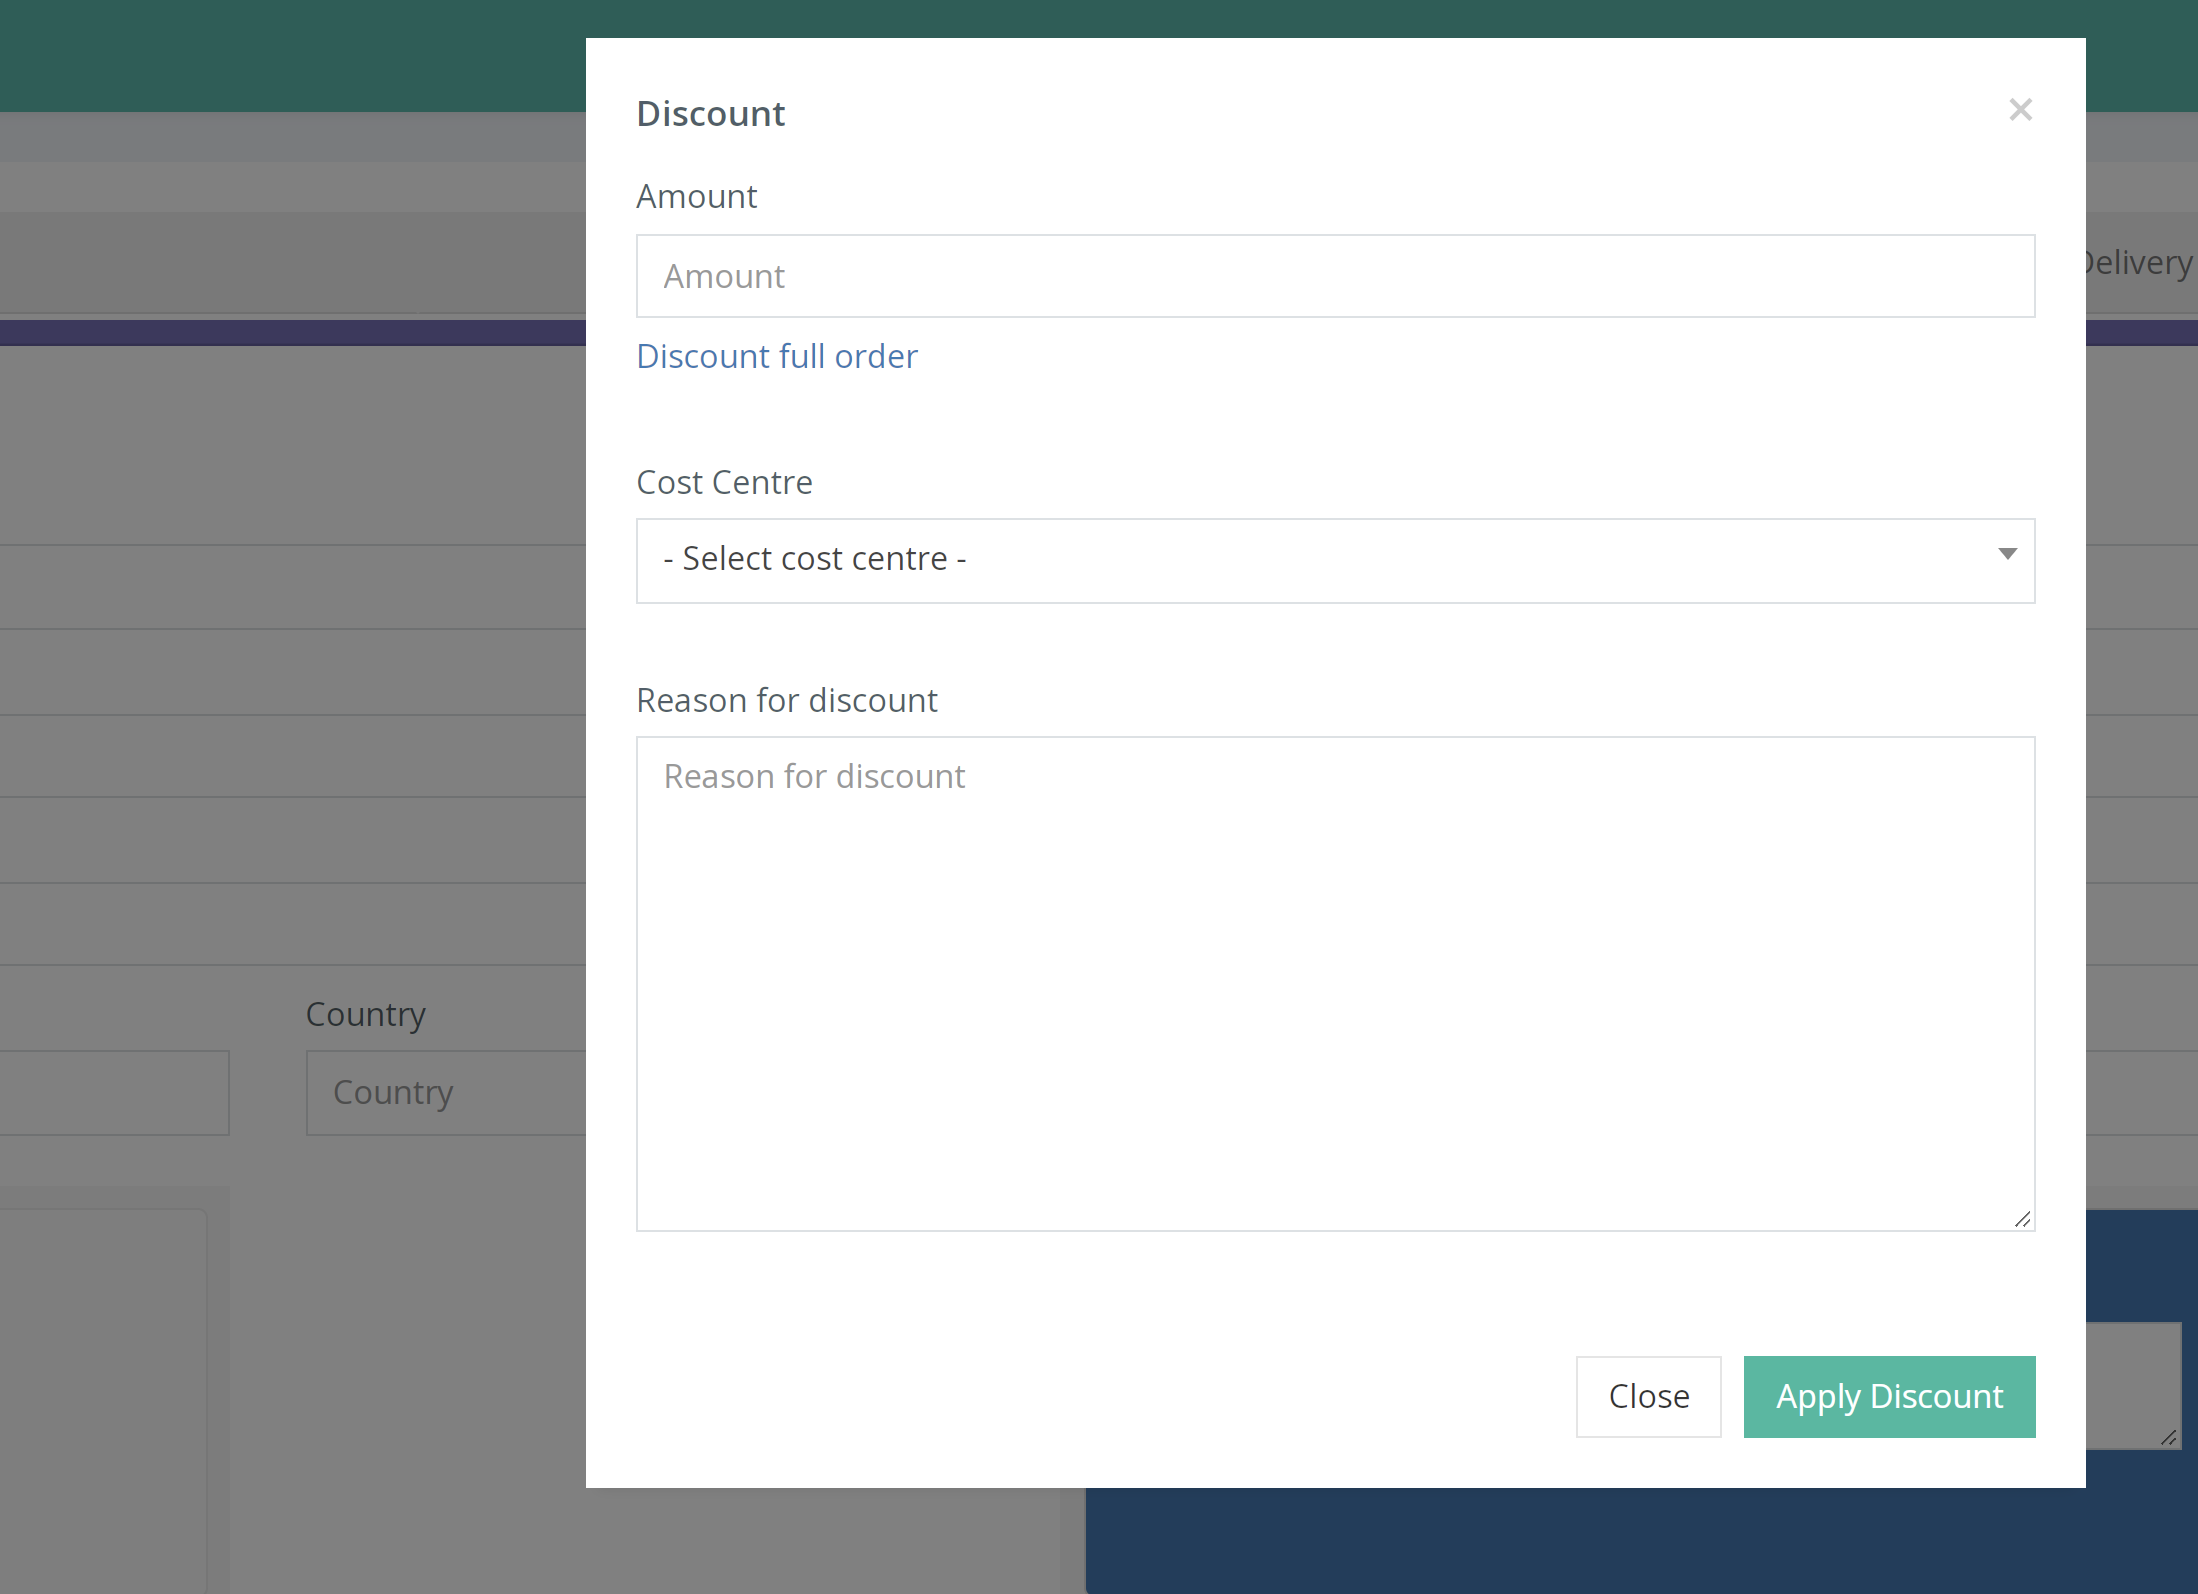 Discount
Amount
Amount
Delivery
Discount full order
Cost Centre
- Select cost centre -
Reason for discount
Reason for discount
Country
Country
Close
Apply Discount